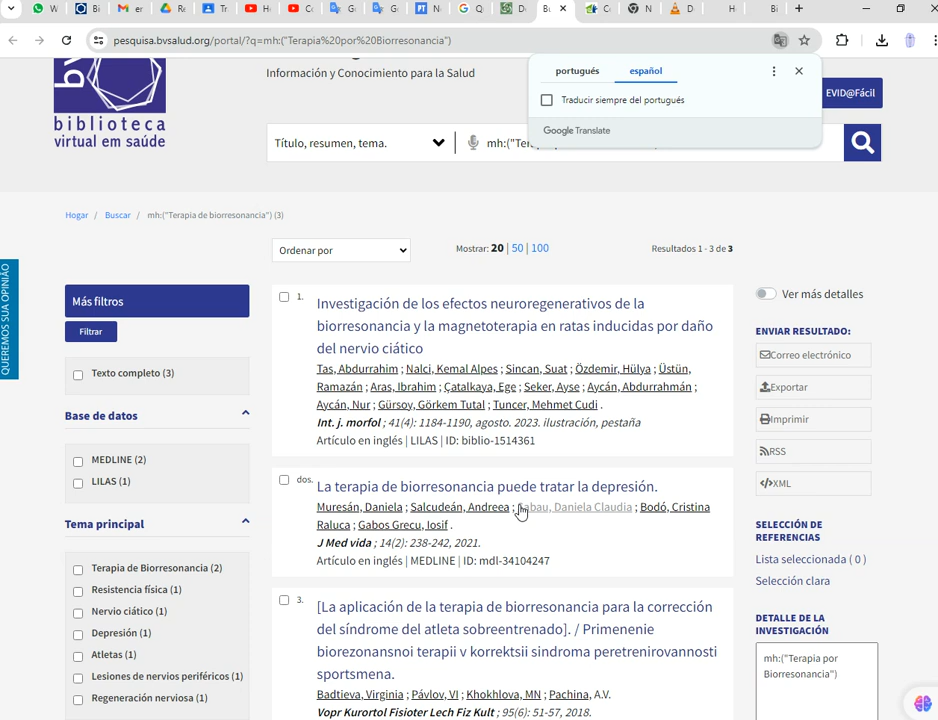 W
Bi
M er
Re
Tr
H
C
G
G
PT N
G Q
D
Bu
C
N
D
H
Bi
pesquisa.bvsalud.org/portal/?q=mh:("Terapia%20por%20Biorresonancia")
portugués español
Traducir siempre del portugués
Google Translate
Información y Conocimiento para la Salud
EVID@Fácil
biblioteca
virtual em saúde
Título, resumen, tema.
mh:("Ter
Hogar / Buscar / mh:("Terapia de biorresonancia") (3)
Ordenar por
Mostrar: 20 | 50 | 100
Resultados 1 - 3 de 3
QUEREMOS SUA OPINIÃO
Más filtros
Filtrar
Texto completo (3)
Base de datos
MEDLINE (2)
LILAS (1)
Tema principal
Terapia de Biorresonancia (2)
Resistencia física (1)
Nervio ciático (1)
Depresión (1)
Atletas (1)
Lesiones de nervios periféricos (1)
Regeneración nerviosa (1)
1. Investigación de los efectos neuroregenerativos de la
biorresonancia y la magnetoterapia en ratas inducidas por daño
del nervio ciático
Tas, Abdurrahim ; Nalci, Kemal Alpes ; Sincan, Suat ; Özdemir, Hülya ; Üstün,
Ramazán ; Aras, Ibrahim ; Çatalkaya, Ege ; Seker, Ayse ; Aycán, Abdurrahmán ;
Aycán, Nur ; Gürsoy, Görkem Tutal ; Tuncer, Mehmet Cudi .
Int. j. morfol ; 41(4): 1184-1190, agosto. 2023. ilustración, pestaña
Artículo en inglés | LILAS | ID: biblio-1514361
dos. La terapia de biorresonancia puede tratar la depresión.
Muresán, Daniela ; Salcudeán, Andreea ; Sabau, Daniela Claudia ; Bodó, Cristina
Raluca ; Gabos Grecu, Iosif .
J Med vida ; 14(2): 238-242, 2021.
Artículo en inglés | MEDLINE | ID: mdl-34104247
3. [La aplicación de la terapia de biorresonancia para la corrección
del síndrome del atleta sobreentrenado]. / Primenenie
biorezonansnoi terapii v korrektsii sindroma peretrenirovannosti
sportsmena.
Badtieva, Virginia ; Pávlov, VI ; Khokhlova, MN ; Pachina, A.V.
Vopr Kurortol Fizioter Lech Fiz Kult ; 95(6): 51-57, 2018.
Ver más detalles
ENVIAR RESULTADO:
Correo electrónico
Exportar
Imprimir
RSS
XML
SELECCIÓN DE
REFERENCIAS
Lista seleccionada ( 0 )
Selección clara
DETALLE DE LA
INVESTIGACIÓN
mh:("Terapia por
Biorresonancia")